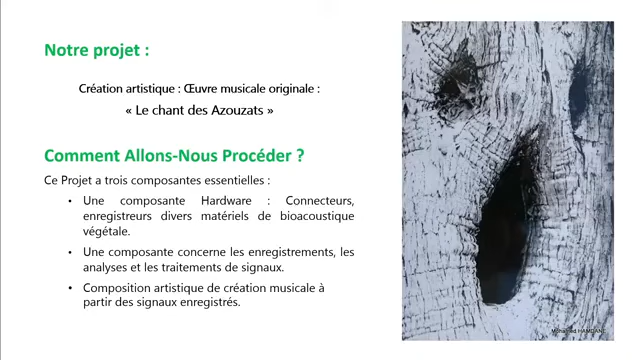 Notre projet :
Création artistique : Œuvre musicale originale :
« Le chant des Azouzats »
Comment Allons-Nous Procéder ?
Ce Projet a trois composantes essentielles :
• Une composante Hardware : Connecteurs,
enregistreurs divers matériels de bioacoustique
végétale.
• Une composante concerne les enregistrements, les
analyses et les traitements de signaux.
• Composition artistique de création musicale à
partir des signaux enregistrés.
Mohamed HAMDANE